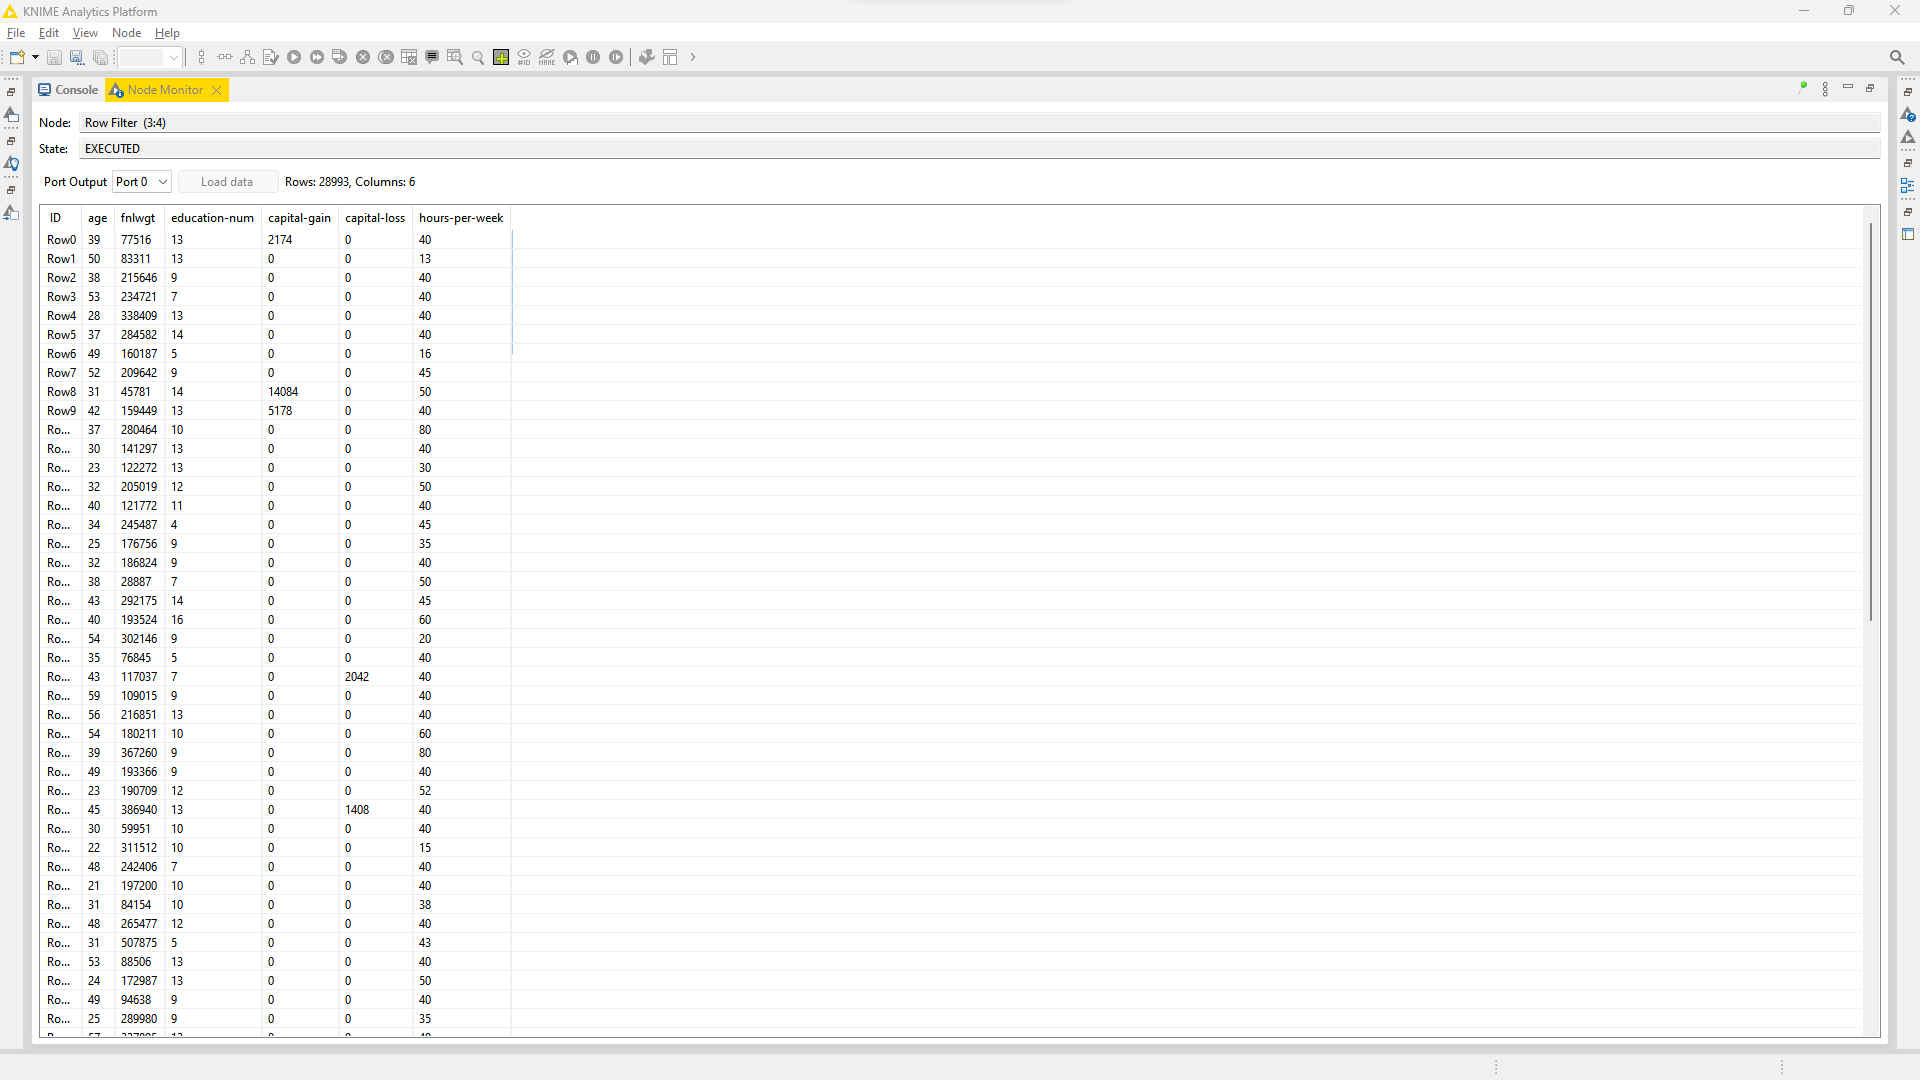 KNIME Analytics Platform
File Edit View Node Help
#ID NAME
Console Node Monitor
Node: Row Filter (3:4)
State: EXECUTED
Port Output Port 0 Load data Rows: 28993, Columns: 6
ID age fnlwgt education-num capital-gain capital-loss hours-per-week
Row0 39 77516 13 2174 0 40
Row1 50 83311 13 0 0 13
Row2 38 215646 9 0 0 40
Row3 53 234721 7 0 0 40
Row4 28 338409 13 0 0 40
Row5 37 284582 14 0 0 40
Row6 49 160187 5 0 0 16
Row7 52 209642 9 0 0 45
Row8 31 45781 14 14084 0 50
Row9 42 159449 13 5178 0 40
Ro... 37 280464 10 0 0 80
Ro... 30 141297 13 0 0 40
Ro... 23 122272 13 0 0 30
Ro... 32 205019 12 0 0 50
Ro... 40 121772 11 0 0 40
Ro... 34 245487 4 0 0 45
Ro... 25 176756 9 0 0 35
Ro... 32 186824 9 0 0 40
Ro... 38 28887 7 0 0 50
Ro... 43 292175 14 0 0 45
Ro... 40 193524 16 0 0 60
Ro... 54 302146 9 0 0 20
Ro... 35 76845 5 0 0 40
Ro... 43 117037 7 0 2042 40
Ro... 59 109015 9 0 0 40
Ro... 56 216851 13 0 0 40
Ro... 54 180211 10 0 0 60
Ro... 39 367260 9 0 0 80
Ro... 49 193366 9 0 0 40
Ro... 23 190709 12 0 0 52
Ro... 45 386940 13 0 1408 40
Ro... 30 59951 10 0 0 40
Ro... 22 311512 10 0 0 15
Ro... 48 242406 7 0 0 40
Ro... 21 197200 10 0 0 40
Ro... 31 84154 10 0 0 38
Ro... 48 265477 12 0 0 40
Ro... 31 507875 5 0 0 43
Ro... 53 88506 13 0 0 40
Ro... 24 172987 13 0 0 50
Ro... 49 94638 9 0 0 40
Ro... 25 289980 9 0 0 35